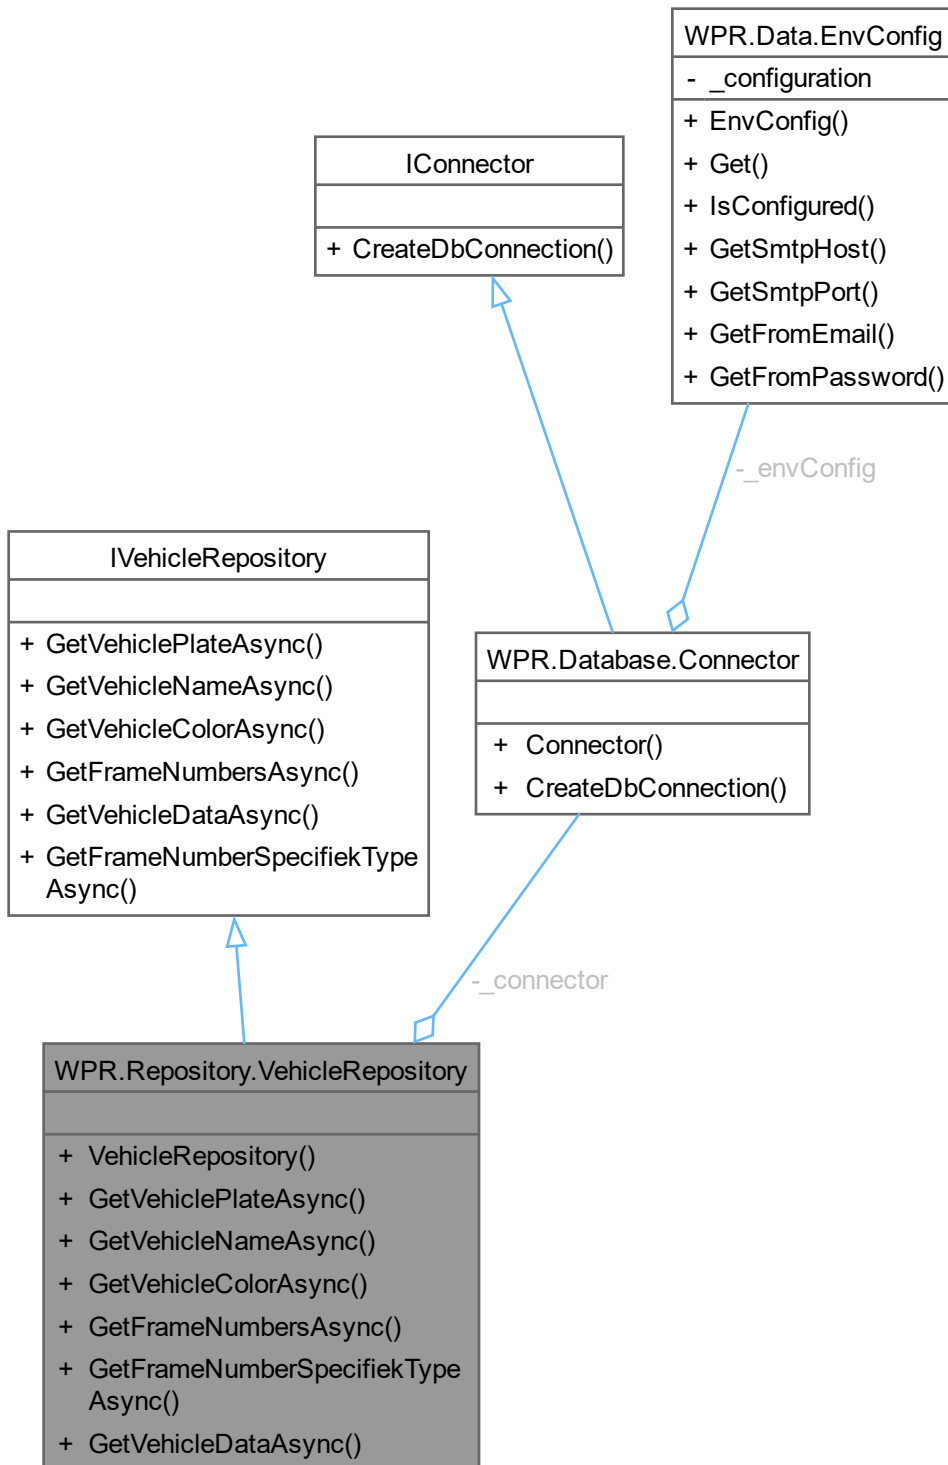 WPR.Data.EnvConfig
- _configuration
+ EnvConfig()
+ Get()
+ IsConfigured()
+ GetSmtpHost()
+ GetSmtpPort()
+ GetFromEmail()
+ GetFromPassword()
IConnector
+ CreateDbConnection()
-_envConfig
IVehicleRepository
+ GetVehiclePlateAsync()
+ GetVehicleNameAsync()
+ GetVehicleColorAsync()
+ GetFrameNumbersAsync()
+ GetVehicleDataAsync()
+ GetFrameNumberSpecifiekType
Async()
WPR.Database.Connector
+ Connector()
+ CreateDbConnection()
-_connector
WPR.Repository.VehicleRepository
+ VehicleRepository()
+ GetVehiclePlateAsync()
+ GetVehicleNameAsync()
+ GetVehicleColorAsync()
+ GetFrameNumbersAsync()
+ GetFrameNumberSpecifiekType
Async()
+ GetVehicleDataAsync()